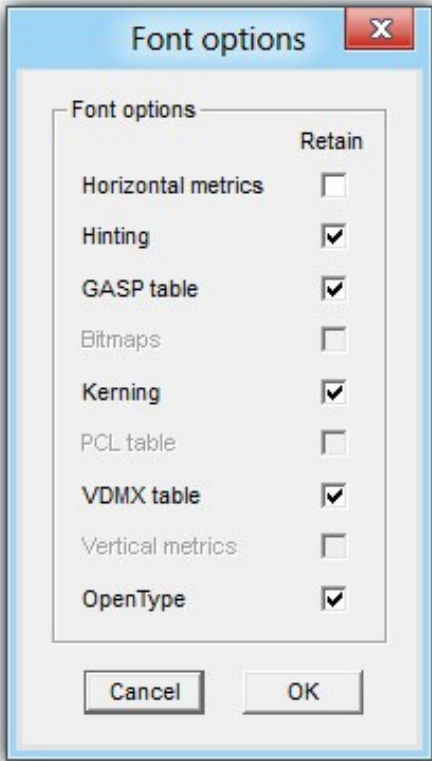 Font options
Font options
Retain
Horizontal metrics
Hinting
GASP table
Bitmaps
Kerning
PCL table
VDMX table
Vertical metrics
OpenType
Cancel OK